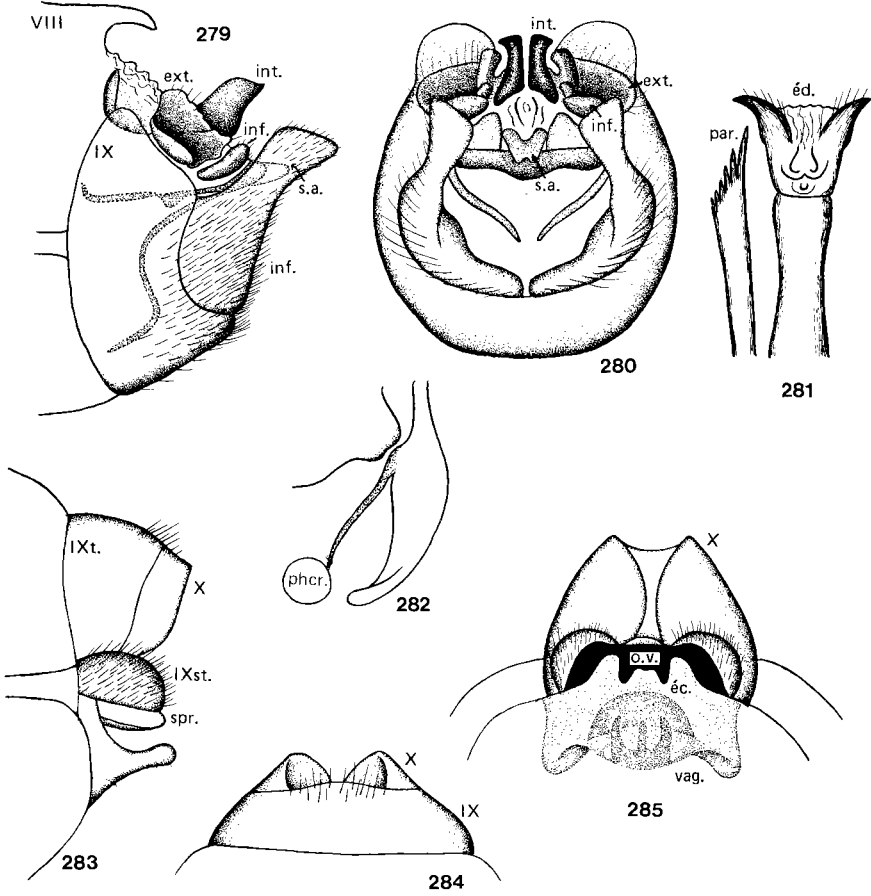 VIII
279
ext.
int.
inf.
IX
s.a.
inf.
int.
ext.
inf.
s.a.
280
éd.
par.
281
phcr.
282
IXt.
X
IXst.
spr.
283
X
IX
284
X
o.v.
éc.
vag.
285